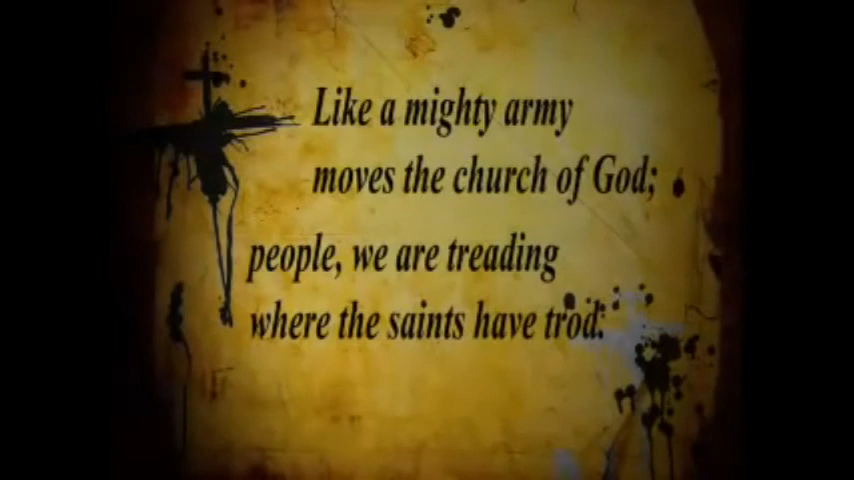 Like a mighty army
moves the church of God;
people, we are treading
where the saints have trod.